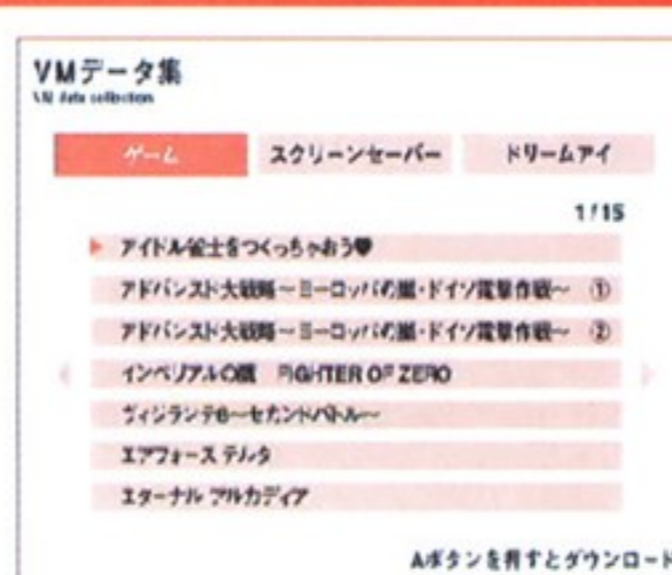 VMデータ集
VM data collection
ゲーム スクリーンセーバー ドリームアイ
1/15
アイドル雀士をつくっちゃおう♥
アドバンスド大戦略～ヨーロッパの嵐・ドイツ電撃作戦～ ①
アドバンスド大戦略～ヨーロッパの嵐・ドイツ電撃作戦～ ②
インペリアルの鷹 FIGHTER OF ZERO
ヴィジランテ8～セカンドバトル～
エアフォース デルタ
エターナル アルカディア
Aボタンを押すとダウンロード